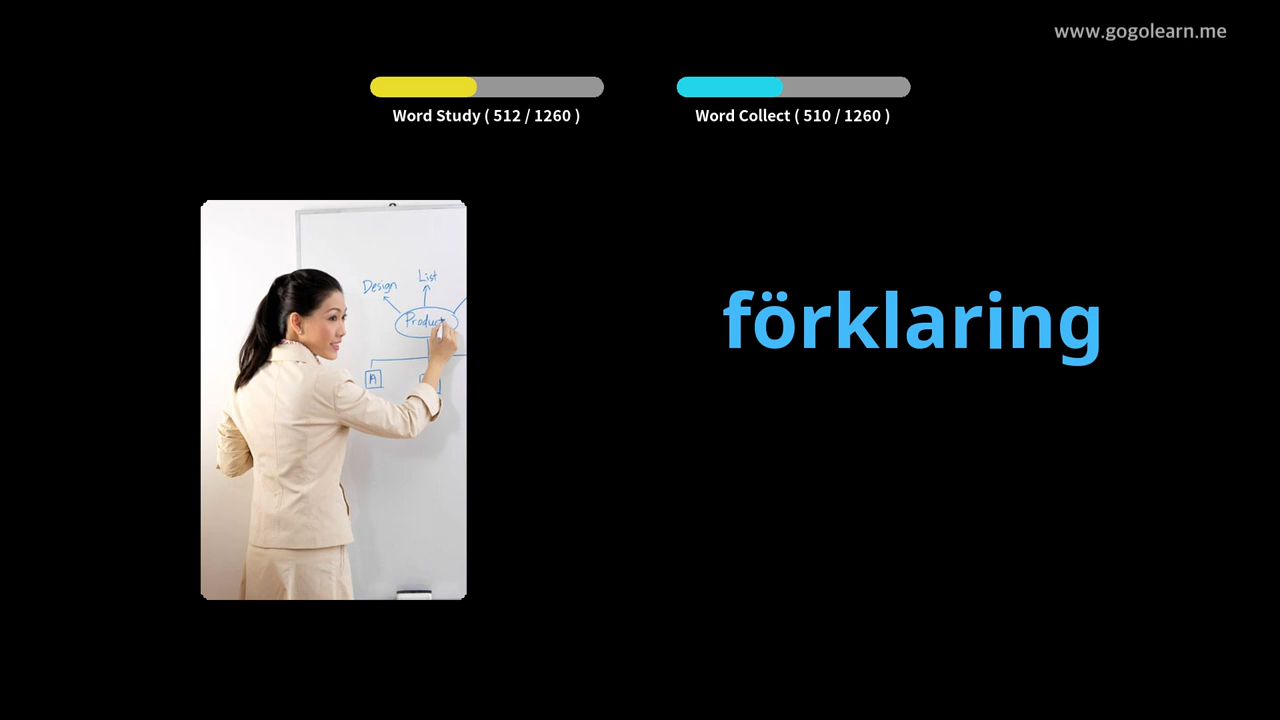 www.gogolearn.me
Word Study ( 512 / 1260 )
Word Collect ( 510 / 1260 )
förklaring
List
Design
Product
A